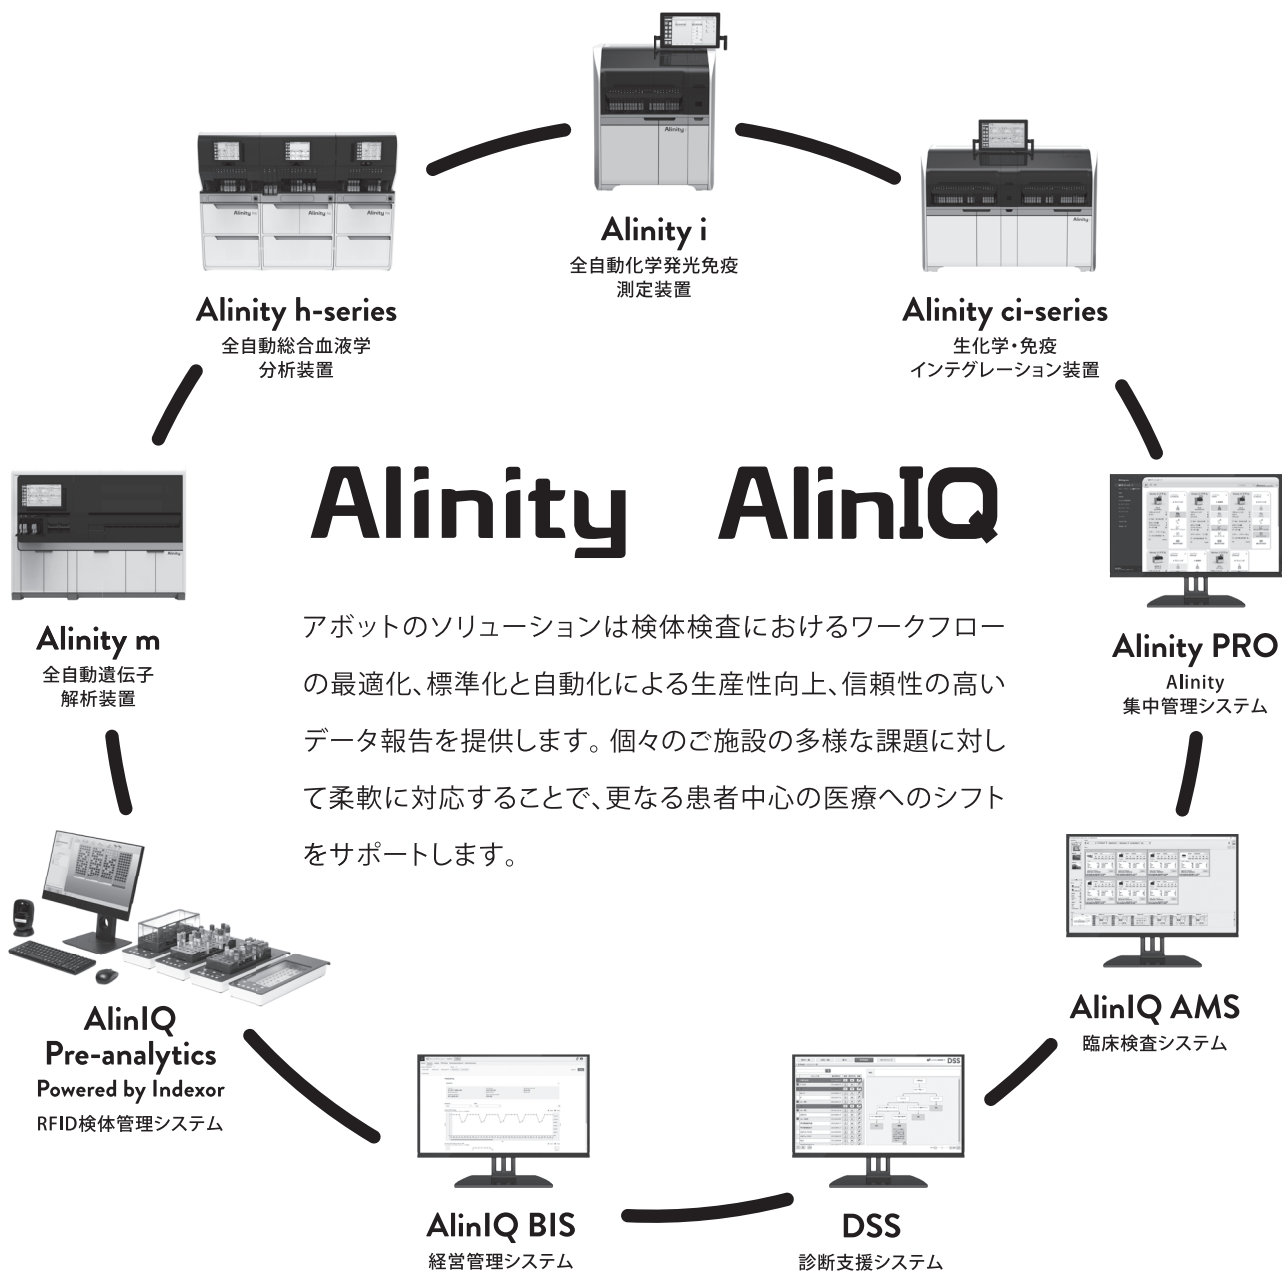 Alinity i
全自動化学発光免疫
測定装置
Alinity h-series
全自動総合血液学
分析装置
Alinity ci-series
生化学・免疫
インテグレーション装置
Alinity AlinIQ
アボットのソリューションは検体検査におけるワークフロー
の最適化、標準化と自動化による生産性向上、信頼性の高い
データ報告を提供します。個々のご施設の多様な課題に対し
て柔軟に対応することで、更なる患者中心の医療へのシフト
をサポートします。
Alinity m
全自動遺伝子
解析装置
Alinity PRO
Alinity
集中管理システム
AlinIQ
Pre-analytics
Powered by Indexor
RFID検体管理システム
AlinIQ AMS
臨床検査システム
AlinIQ BIS
経営管理システム
DSS
DSS
診断支援システム
Alinity
Alinity
Alinity
Alinity
Alinity